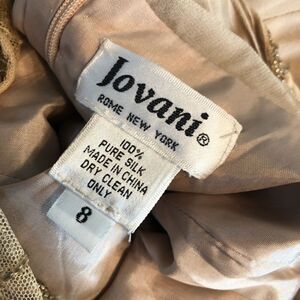 Jovani®
ROME NEW YORK
100%
PURE SILK
MADE IN CHINA
DRY CLEAN
ONLY
8